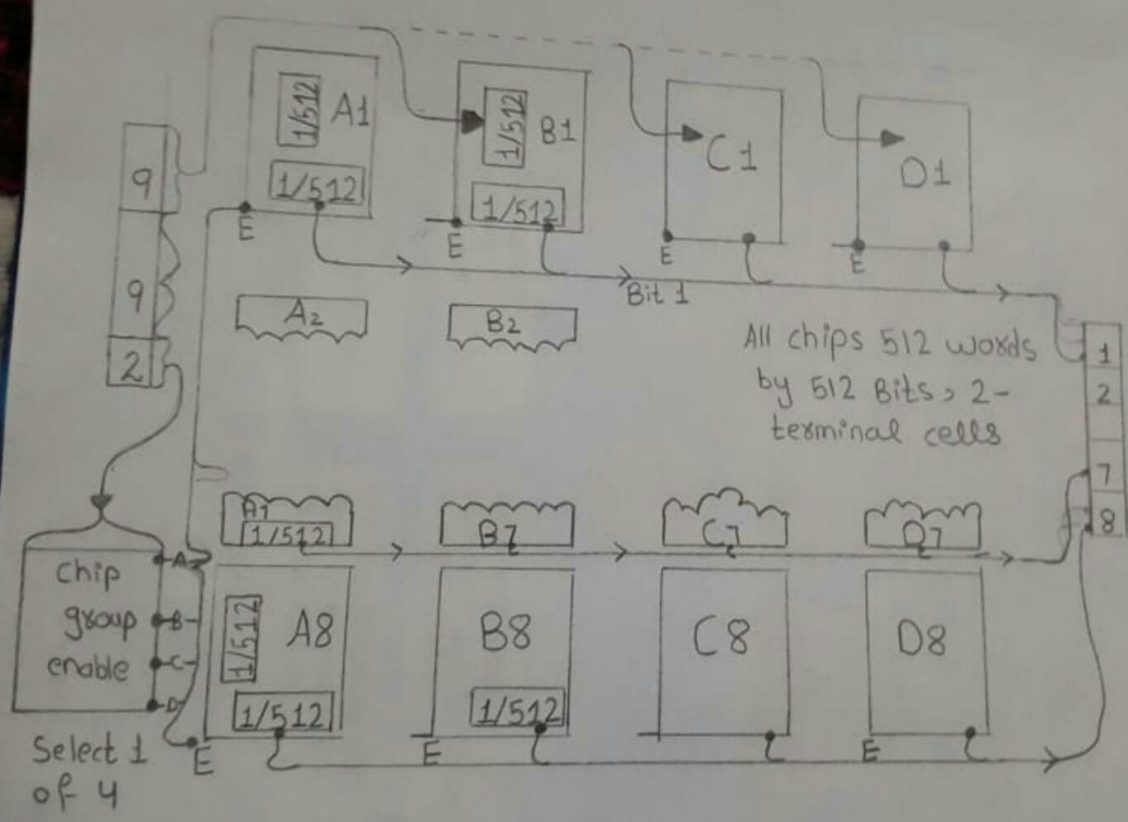 9
9
2
1/512
A1
1/512
E
1/512
B1
1/512
E
C1
E
D1
E
Bit 1
A2
B2
All chips 512 words
by 512 Bits, 2-
terminal cells
1
2
7
8
A7
1/512
B7
C7
D7
chip
group
enable
A
B
C
D
Select 1
of 4
1/512
A8
1/512
E
B8
1/512
E
C8
D8
E